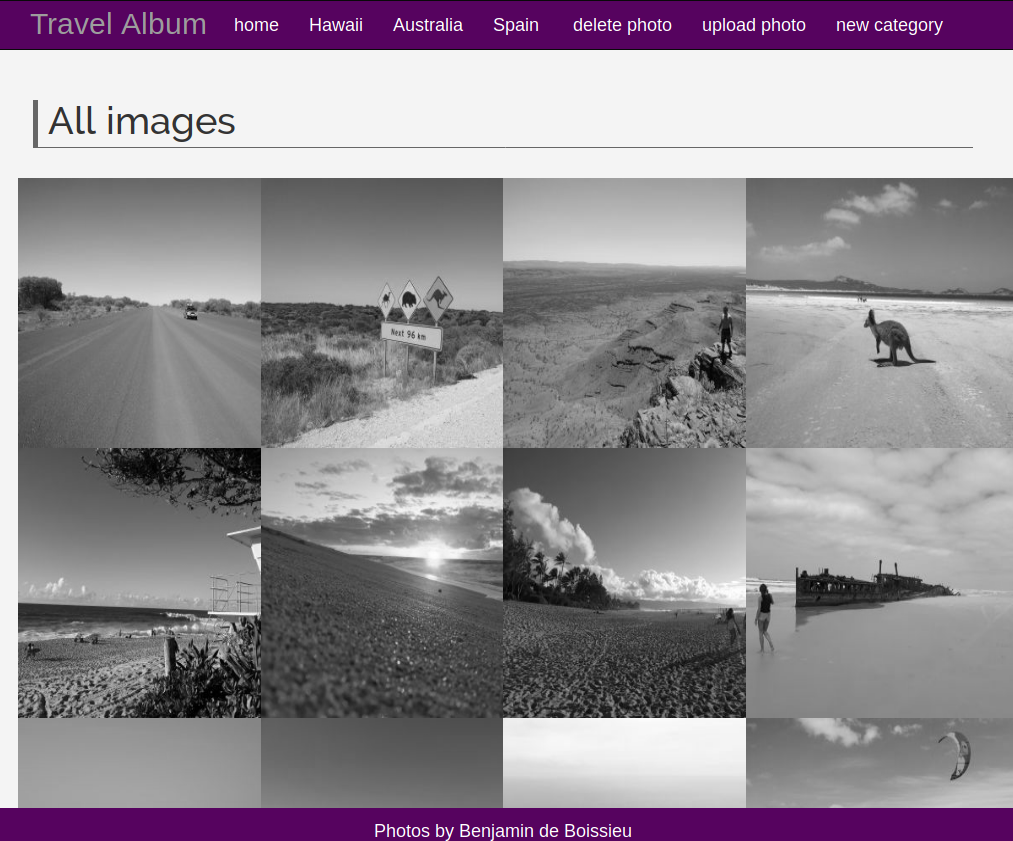 Travel Album home Hawaii Australia Spain delete photo upload photo new category
All images
Next 96 km
Photos by Benjamin de Boissieu